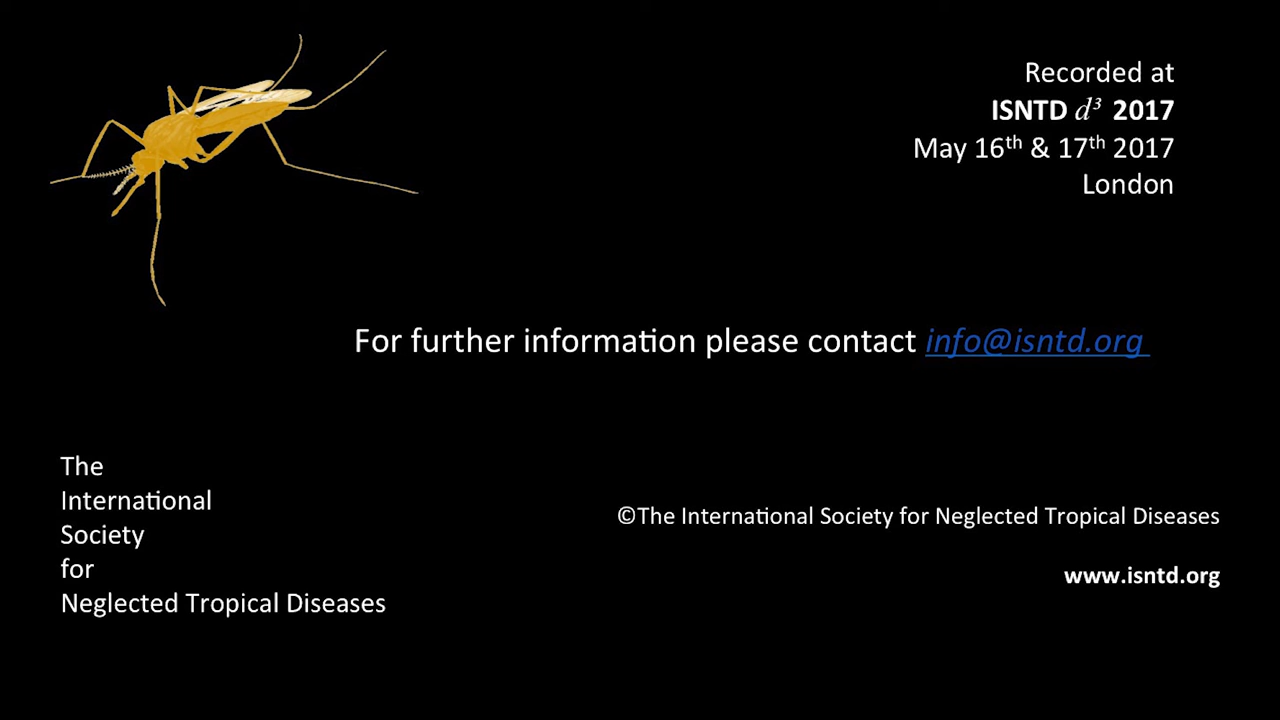 Recorded at
ISNTD d³ 2017
May 16th & 17th 2017
London
For further information please contact info@isntd.org
The
International
Society
for
Neglected Tropical Diseases
©The International Society for Neglected Tropical Diseases
www.isntd.org